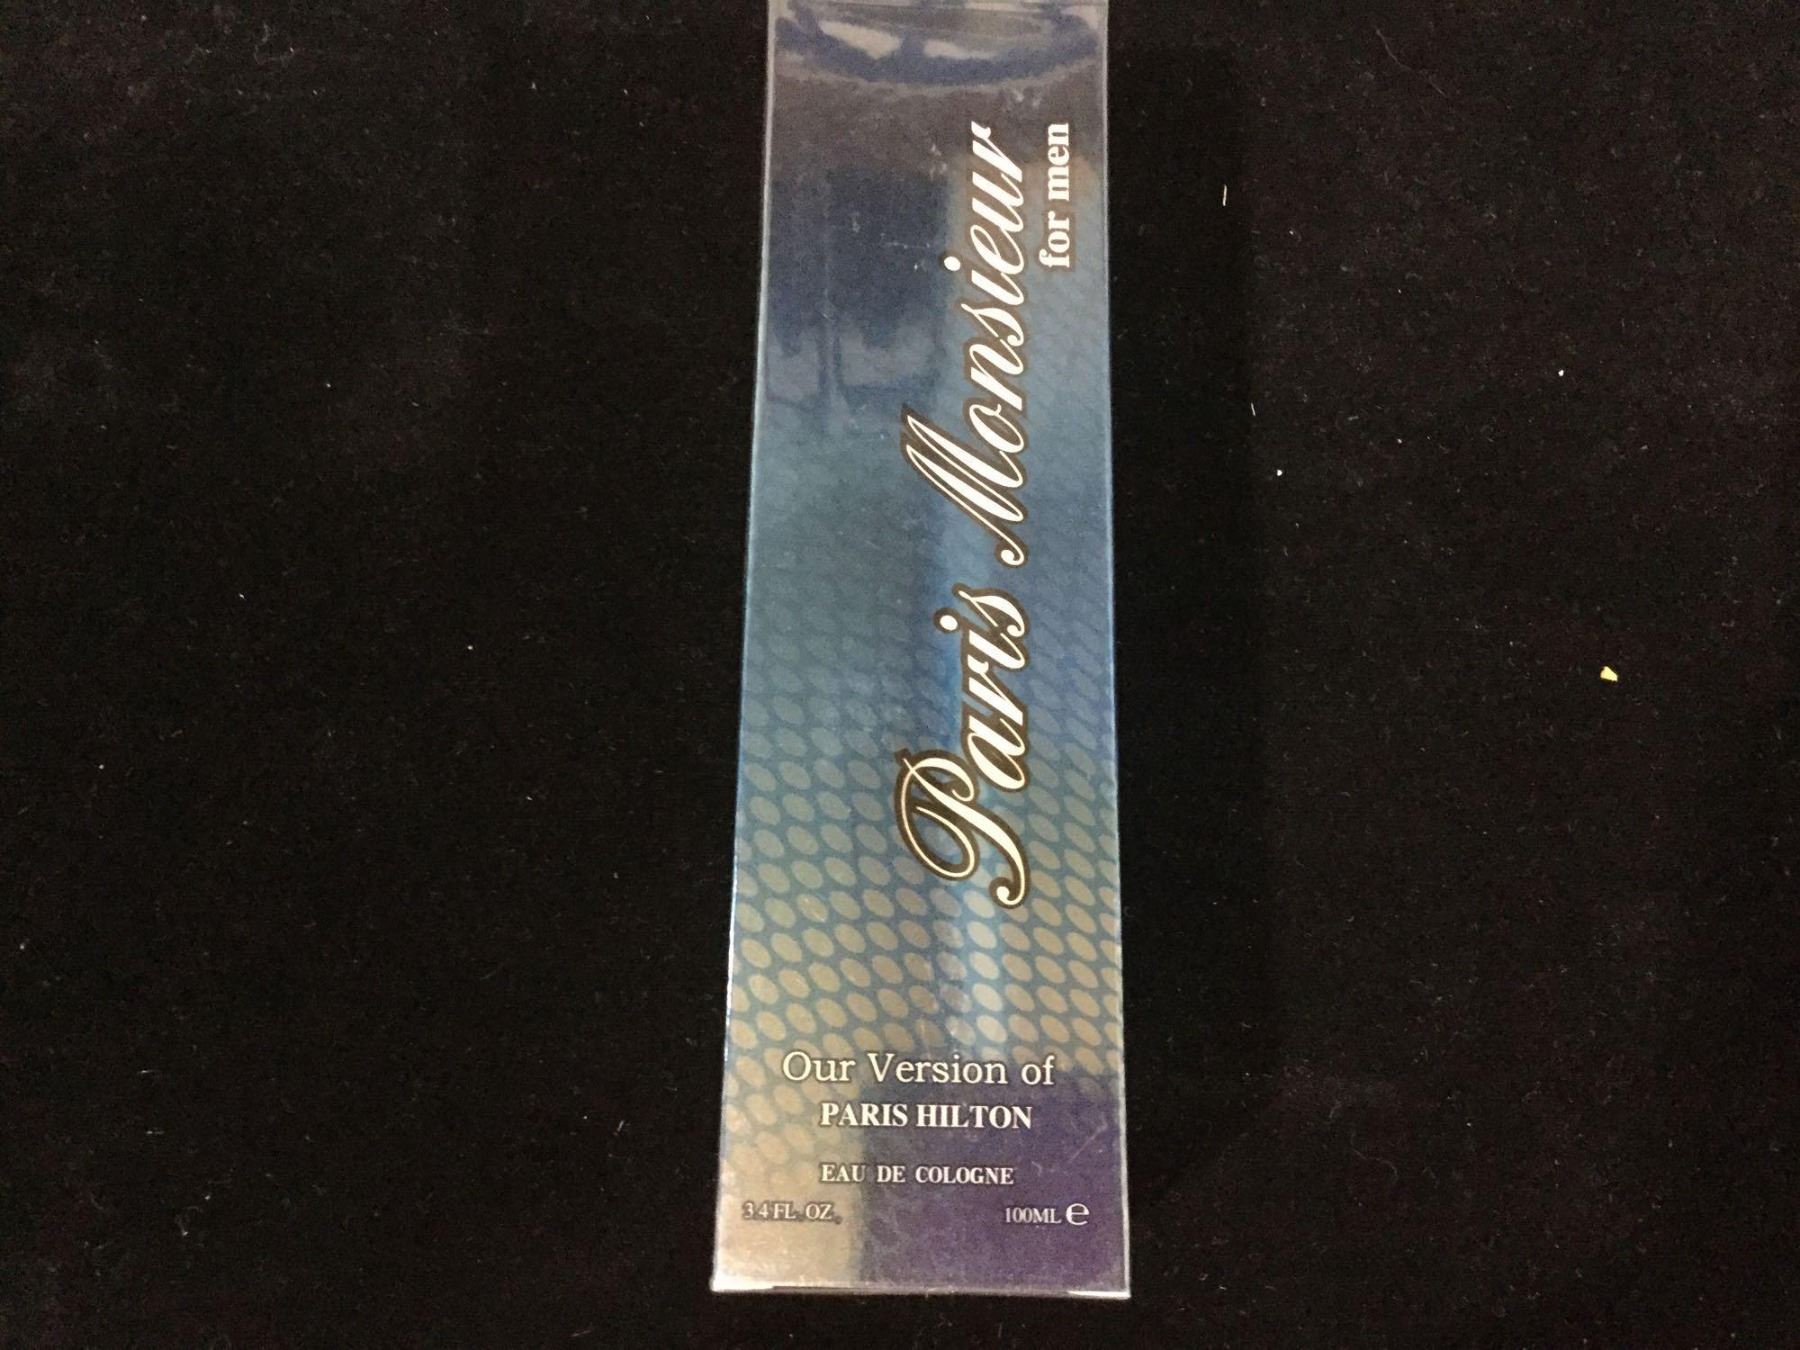 Paris Monsieur
for men
Our Version of
PARIS HILTON
EAU DE COLOGNE
3.4 FL. OZ.
100ML ℮